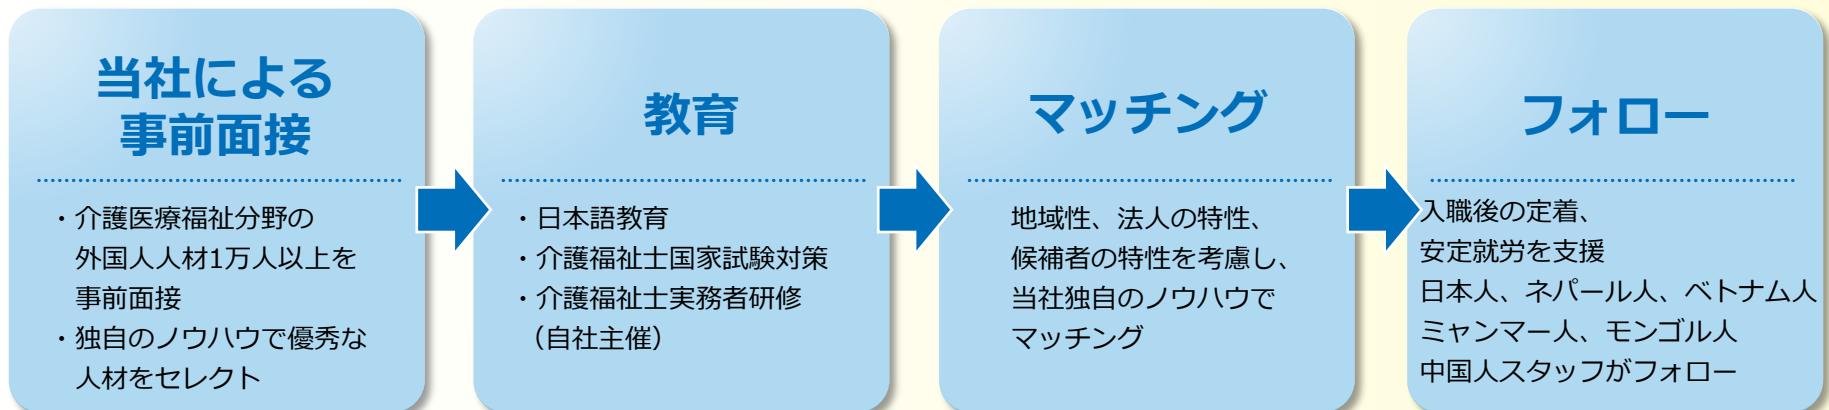 当社による
事前面接
・介護医療福祉分野の
外国人人材1万人以上を
事前面接
・独自のノウハウで優秀な
人材をセレクト
教育
・日本語教育
・介護福祉士国家試験対策
・介護福祉士実務者研修
（自社主催）
マッチング
地域性、法人の特性、
候補者の特性を考慮し、
当社独自のノウハウで
マッチング
フォロー
入職後の定着、
安定就労を支援
日本人、ネパール人、ベトナム人
ミャンマー人、モンゴル人
中国人スタッフがフォロー